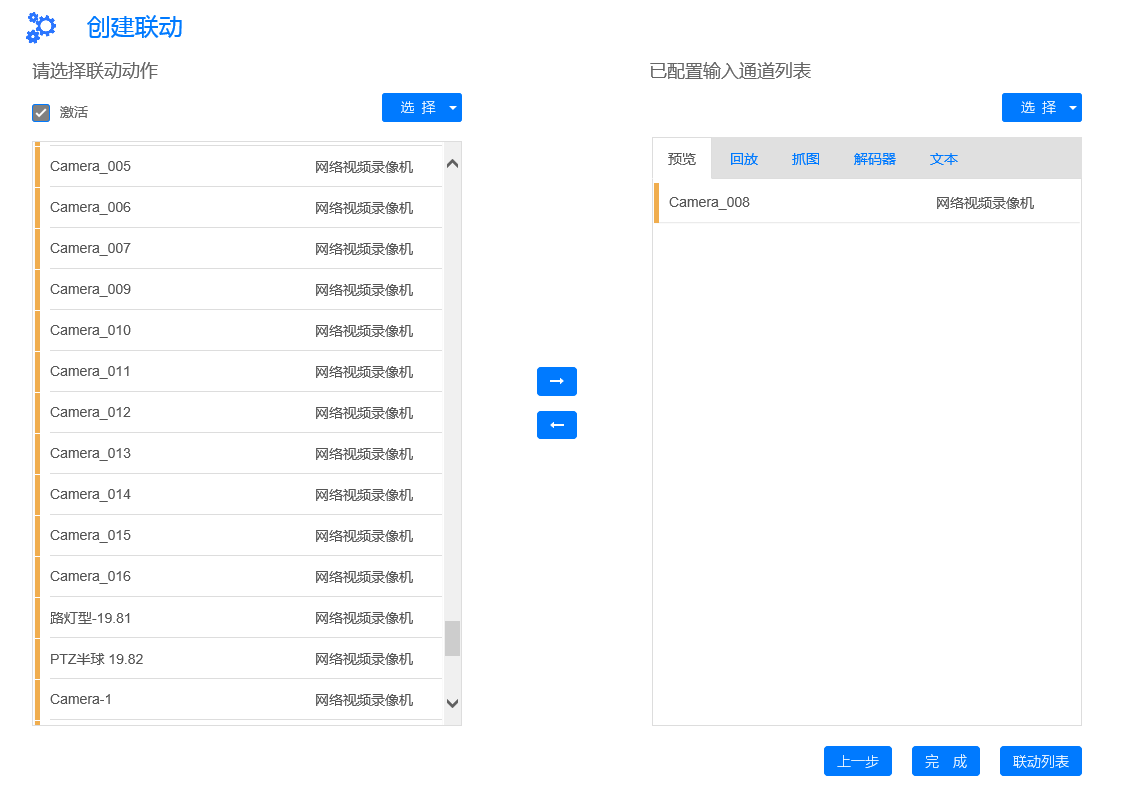 创建联动
请选择联动动作
激活
选 择
Camera_005 网络视频录像机
Camera_006 网络视频录像机
Camera_007 网络视频录像机
Camera_009 网络视频录像机
Camera_010 网络视频录像机
Camera_011 网络视频录像机
Camera_012 网络视频录像机
Camera_013 网络视频录像机
Camera_014 网络视频录像机
Camera_015 网络视频录像机
Camera_016 网络视频录像机
路灯型-19.81 网络视频录像机
PTZ半球 19.82 网络视频录像机
Camera-1 网络视频录像机
已配置输入通道列表
选 择
预览 回放 抓图 解码器 文本
Camera_008 网络视频录像机
上一步 完 成 联动列表